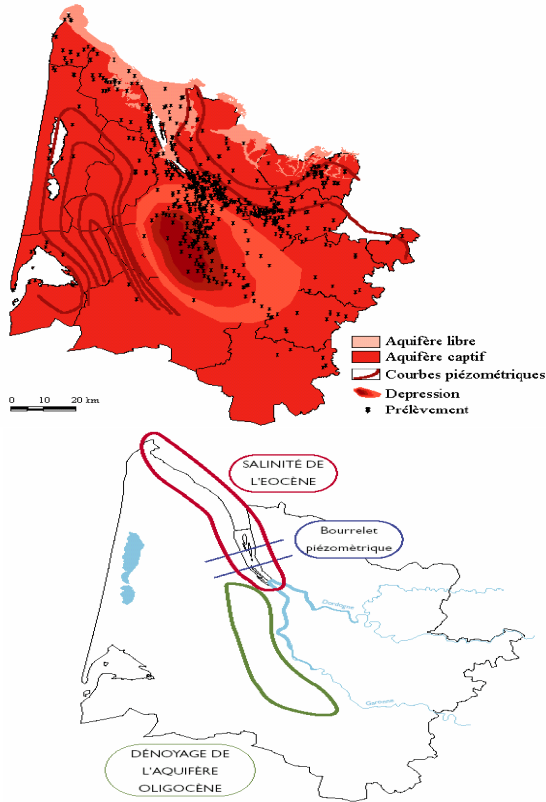 Aquifère libre
Aquifère captif
Courbes piézométriques
Depression
Prélèvement
0 10 20 km
SALINITÉ DE
L'EOCÈNE
Bourrelet
piézomètrique
Dordogne
Garonne
DÉNOYAGE DE
L'AQUIFÈRE
OLIGOCÈNE